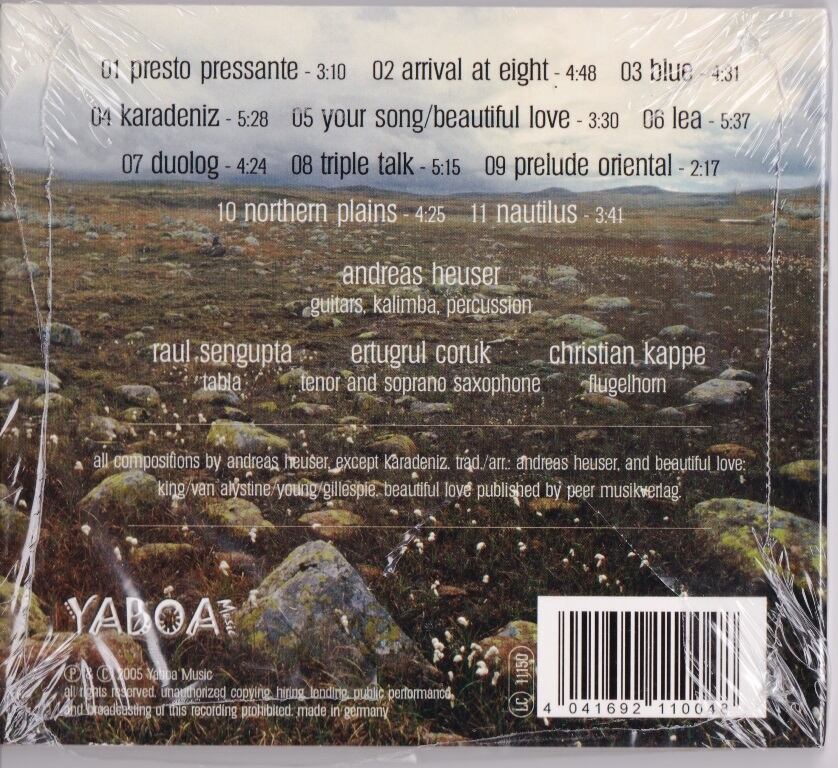 01 presto pressante - 3:10 02 arrival at eight - 4:48 03 blue - 4:31
04 karadeniz - 5:28 05 your song/beautiful love - 3:30 06 lea - 5:37
07 duolog - 4:24 08 triple talk - 5:15 09 prelude oriental - 2:17
10 northern plains - 4:25 11 nautilus - 3:41
andreas heuser
guitars, kalimba, percussion
raul sengupta ertugrul coruk christian kappe
tabla tenor and soprano saxophone flugelhorn
all compositions by andreas heuser, except karadeniz. trad./arr.: andreas heuser, and beautiful love:
king/van alystine/young/gillespie. beautiful love published by peer musikverlag.
YABOA Music
Ⓟ & © 2005 Yaboa Music
all rights reserved. unauthorized copying, hiring, lending, public performance
and broadcasting of this recording prohibited. made in germany
LC 11150
4 041692 110043